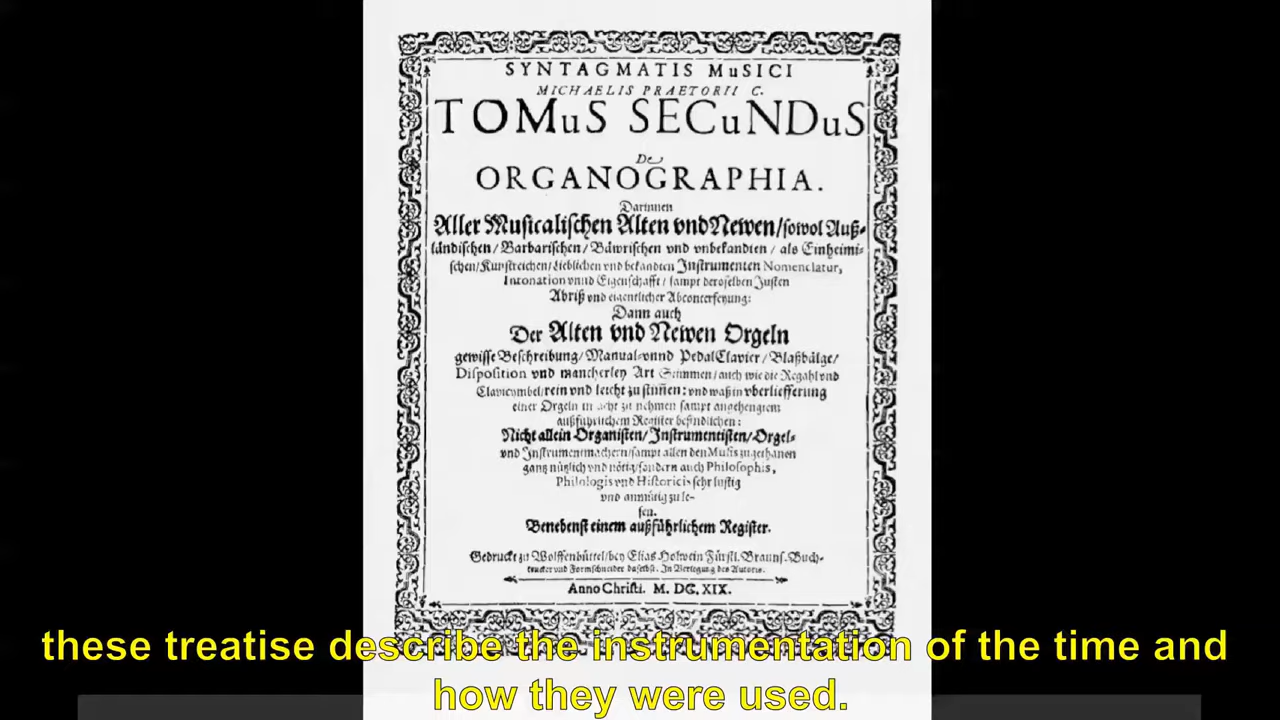 SYNTAGMATIS MuSICI
MICHAELIS PRAETORII C.
TOMuS SECuNDuS
De
ORGANOGRAPHIA.
Darinnen
Aller Musicalischen Alten vnd Newen/sowol Auß-
ländischen/Barbarischen/Bäwrischen vnd vnbekandten/als Einheimi-
schen/Kunstreichen/Lieblichen vnd bekandten Instrumenten Nomenclatur,
Intonation vnnd Eigenschafft/sampt deroselben Justen
Abriß vnd eigentlicher Abconterfeyung:
Dann auch
Der Alten vnd Newen Orgeln
gewisse Beschreibung/Manual-vnnd PedalClavier/Blaßbälge/
Disposition vnd mancherley Art Stimmen/auch wie die Regahl vnd
Clavicymbel/rein vnd leicht zu stim̄en: vnd waß in vberliefferung
einer Orgeln in acht zu nehmen sampt angehengtem
außführlichem Register befindlichen:
Nicht allein Organisten/Instrumentisten/Orgel-
vnd Instrumentmachern/sampt allen den Musis zugethanen
gantz nützlich vnd nötig/sondern auch Philosophis,
Philologis vnd Historicis sehr lustig
vnd anmütig zu le-
sen.
Benebenst einem außführlichem Register.
Gedruckt zu Wolffenbüttel/bey Elias Holwein Fürstl. Brauns. Buch-
trucker vnd Formschneider daselbst. In Verlegung des Autoris.
Anno Christi. M. DC. XIX.
these treatise describe the instrumentation of the time and
how they were used.